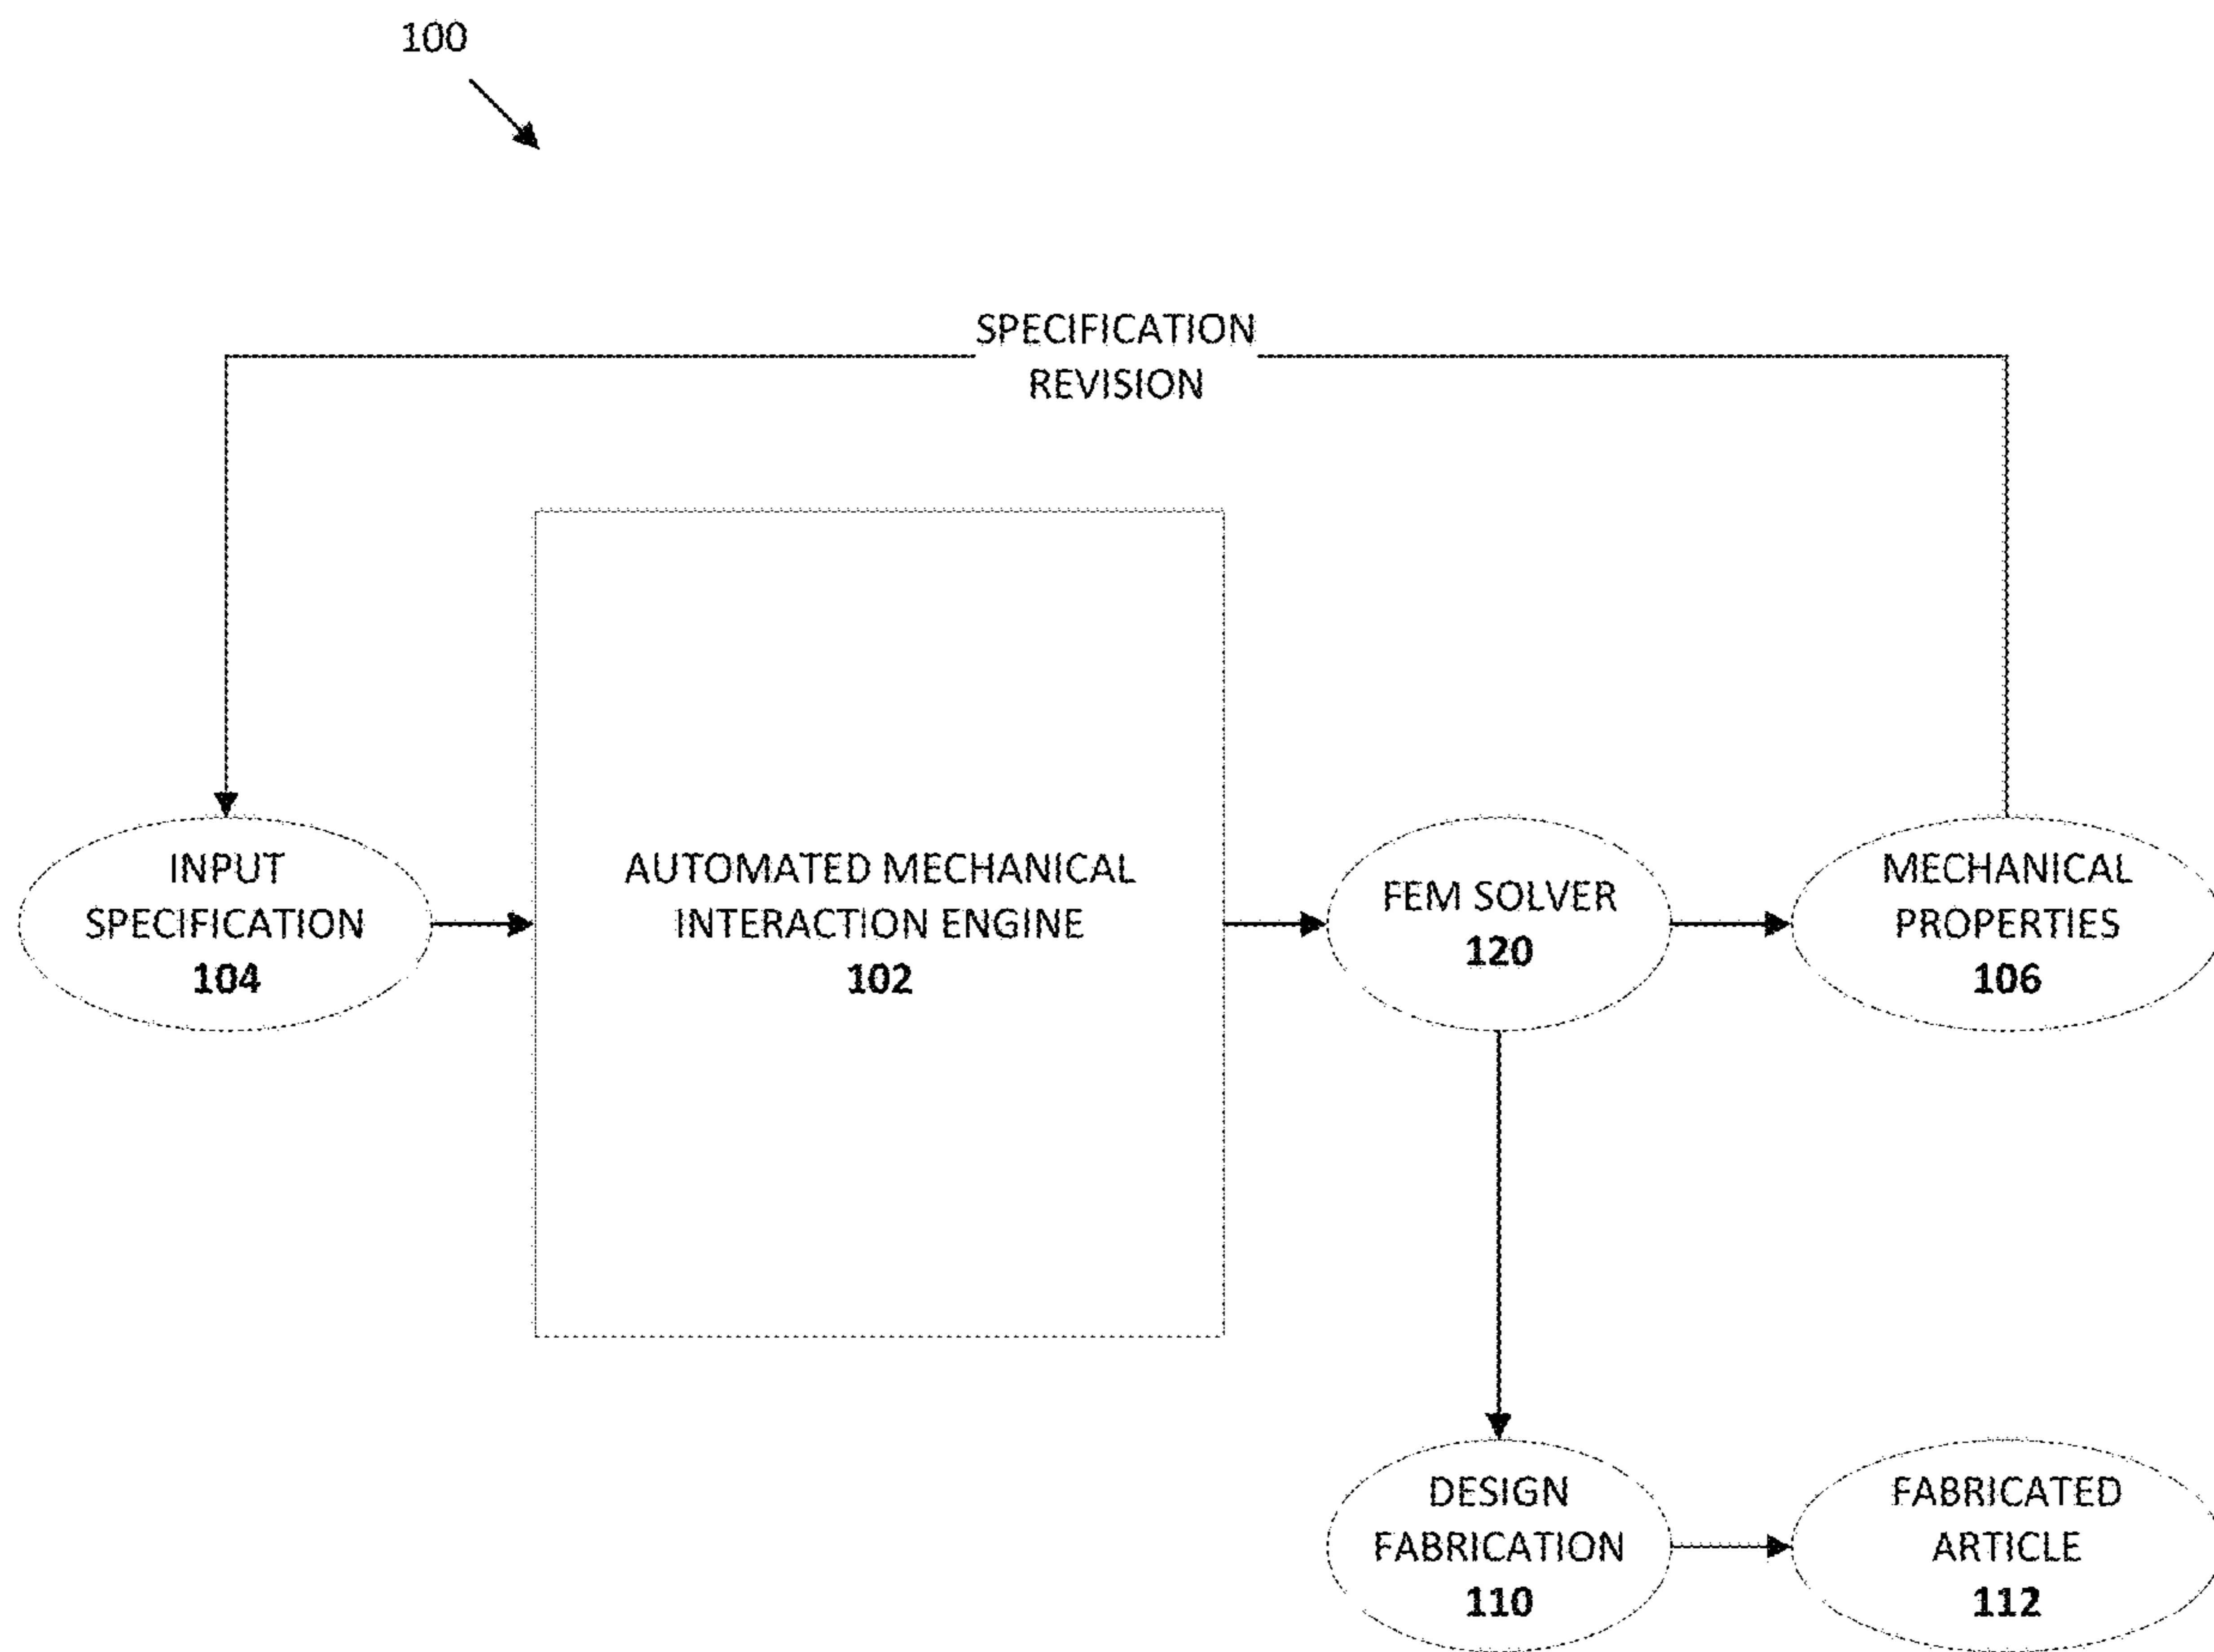 100
SPECIFICATION
REVISION
INPUT
SPECIFICATION
104
AUTOMATED MECHANICAL
INTERACTION ENGINE
102
FEM SOLVER
120
MECHANICAL
PROPERTIES
106
DESIGN
FABRICATION
110
FABRICATED
ARTICLE
112